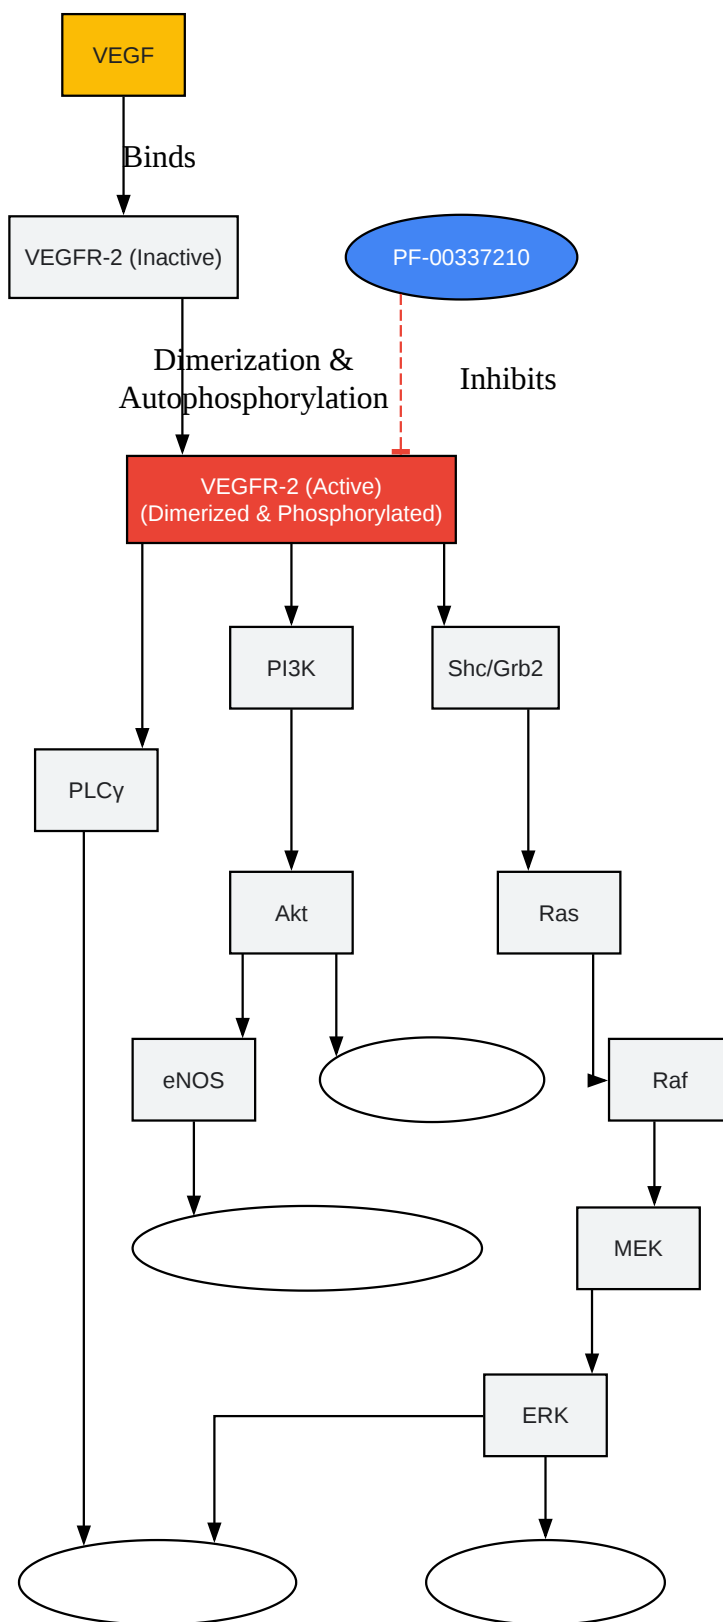 VEGF
Binds
VEGFR-2 (Inactive)
PF-00337210
Dimerization &
Autophosphorylation
Inhibits
VEGFR-2 (Active)
(Dimerized & Phosphorylated)
PI3K
Shc/Grb2
PLCγ
Akt
Ras
eNOS
Raf
MEK
ERK